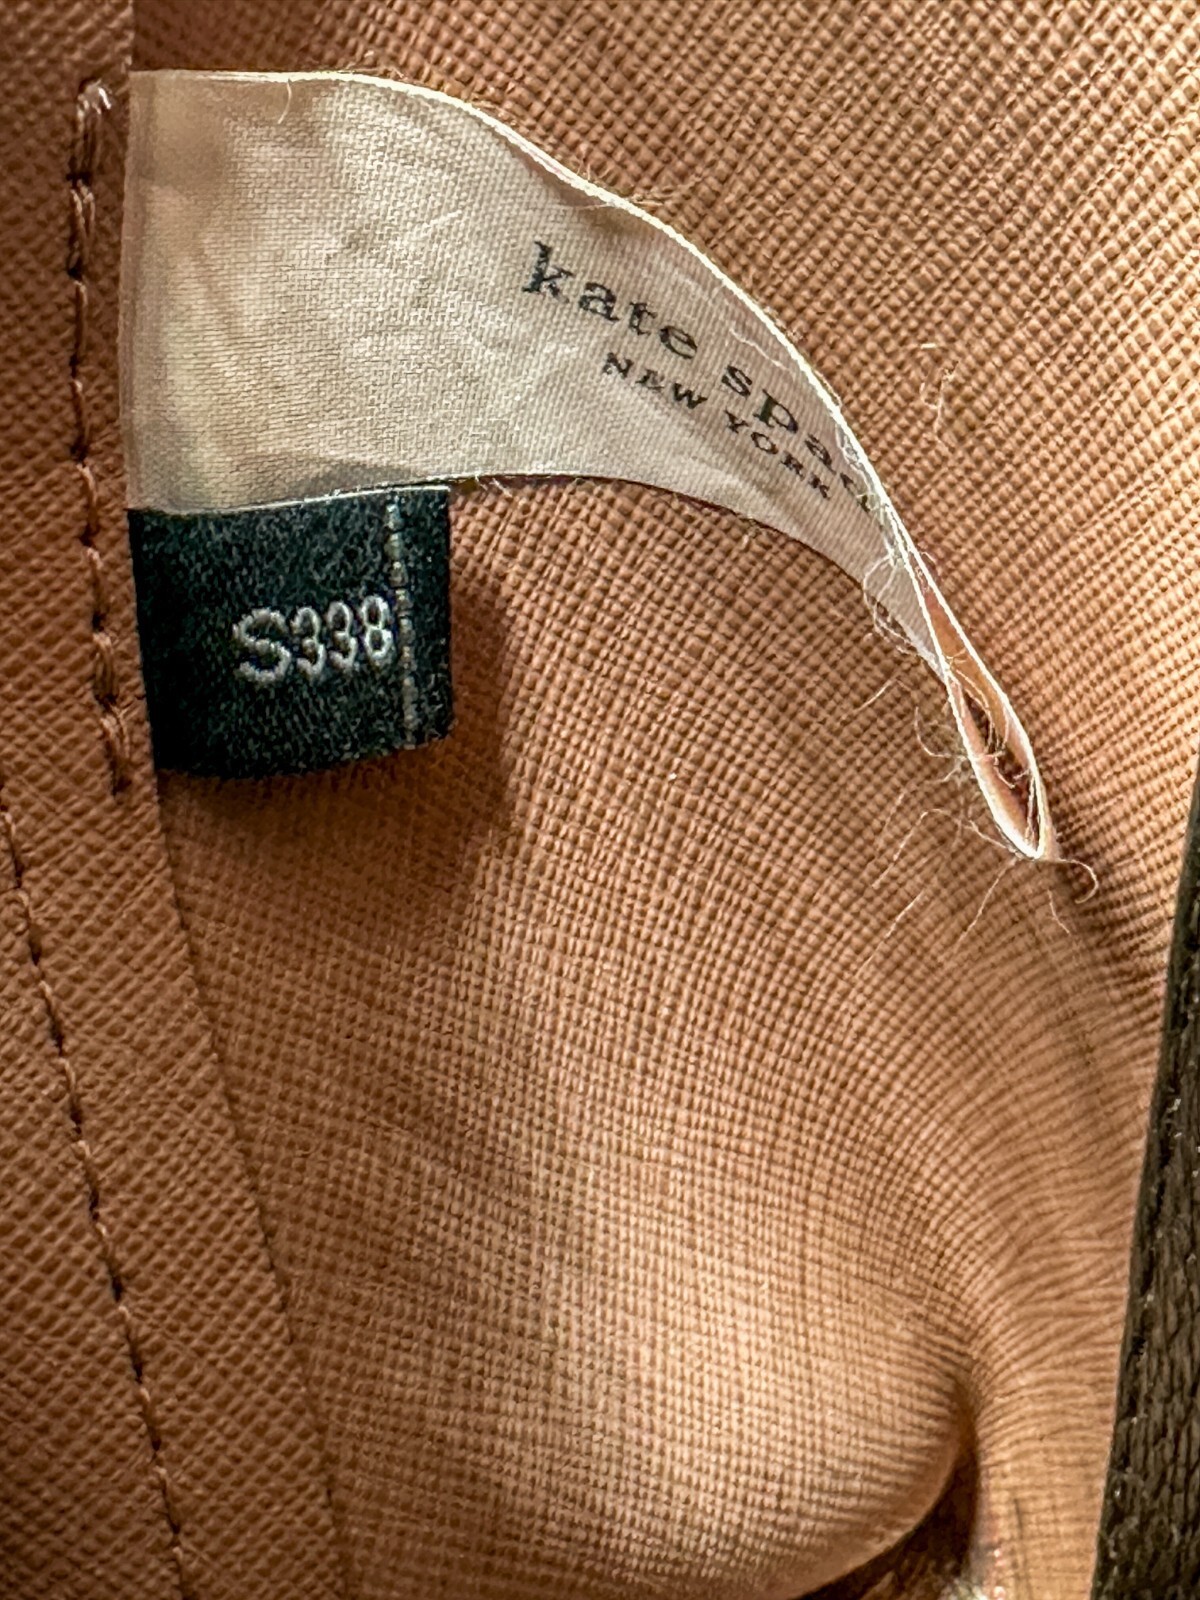 kate spa
NEW YORK
S338